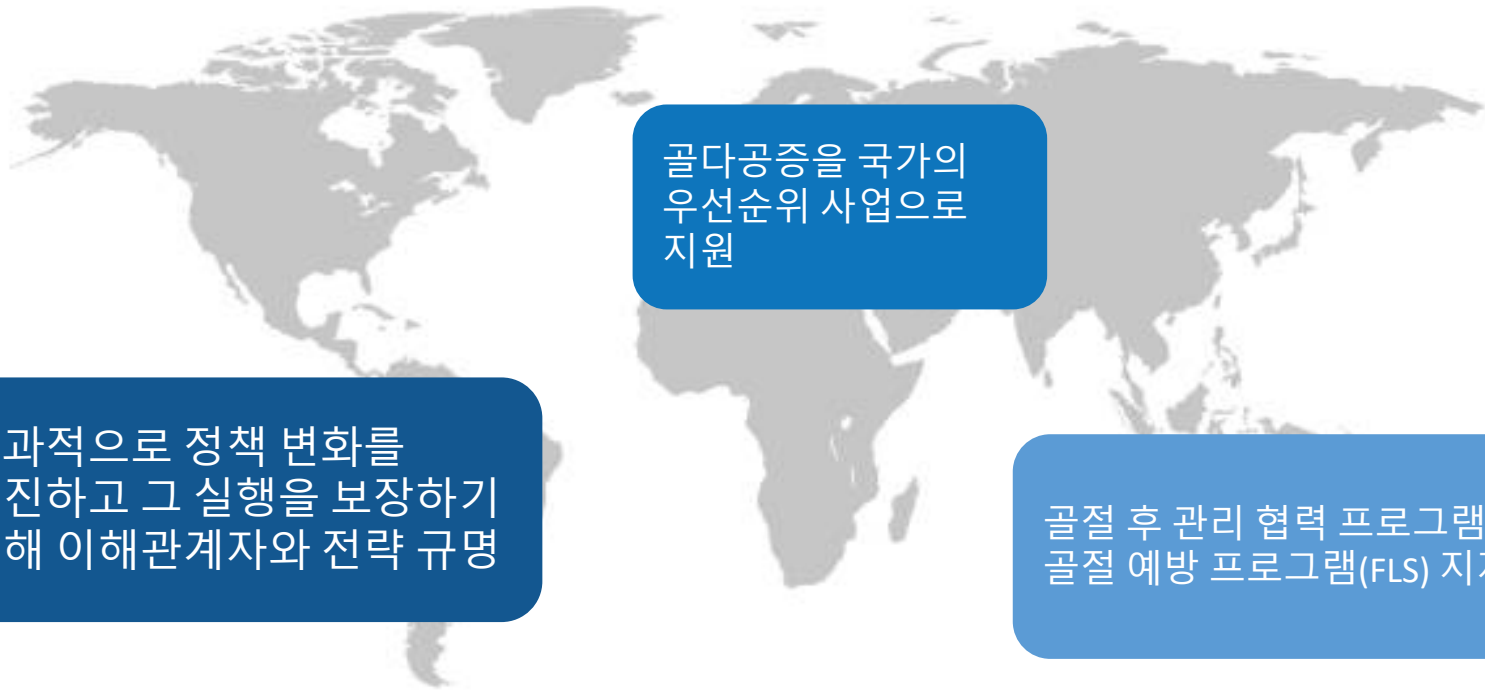 골다공증을 국가의
우선순위 사업으로
지원
과적으로 정책 변화를
진하고 그 실행을 보장하기
해 이해관계자와 전략 규명
골절 후 관리 협력 프로그램
골절 예방 프로그램(FLS) 지